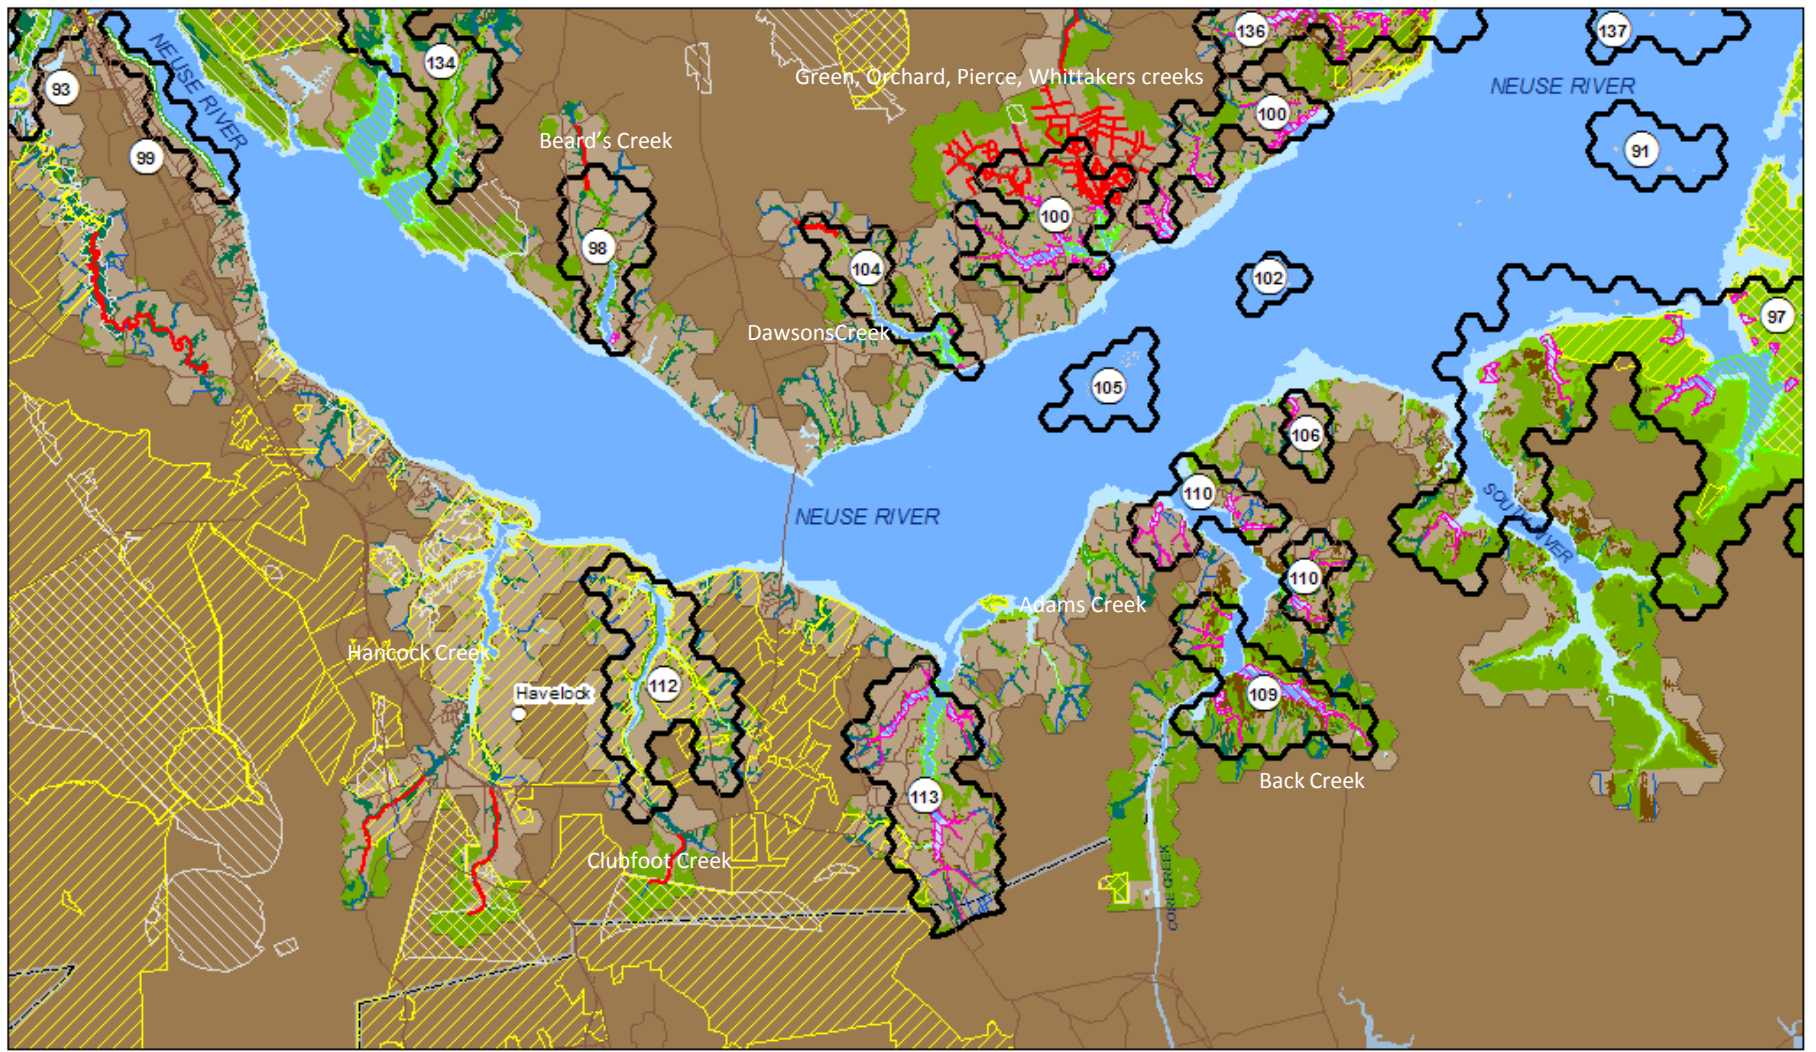 136
137
134
NEUSE RIVER
Green, Orchard, Pierce, Whittakers creeks
NEUSE RIVER
93
100
Beard's Creek
91
99
100
98
104
102
97
DawsonsCreek
105
106
110
SOUTH RIVER
NEUSE RIVER
110
Adams Creek
Hancock Creek
Havelock
112
109
Back Creek
113
Clubfoot Creek
CORE CREEK